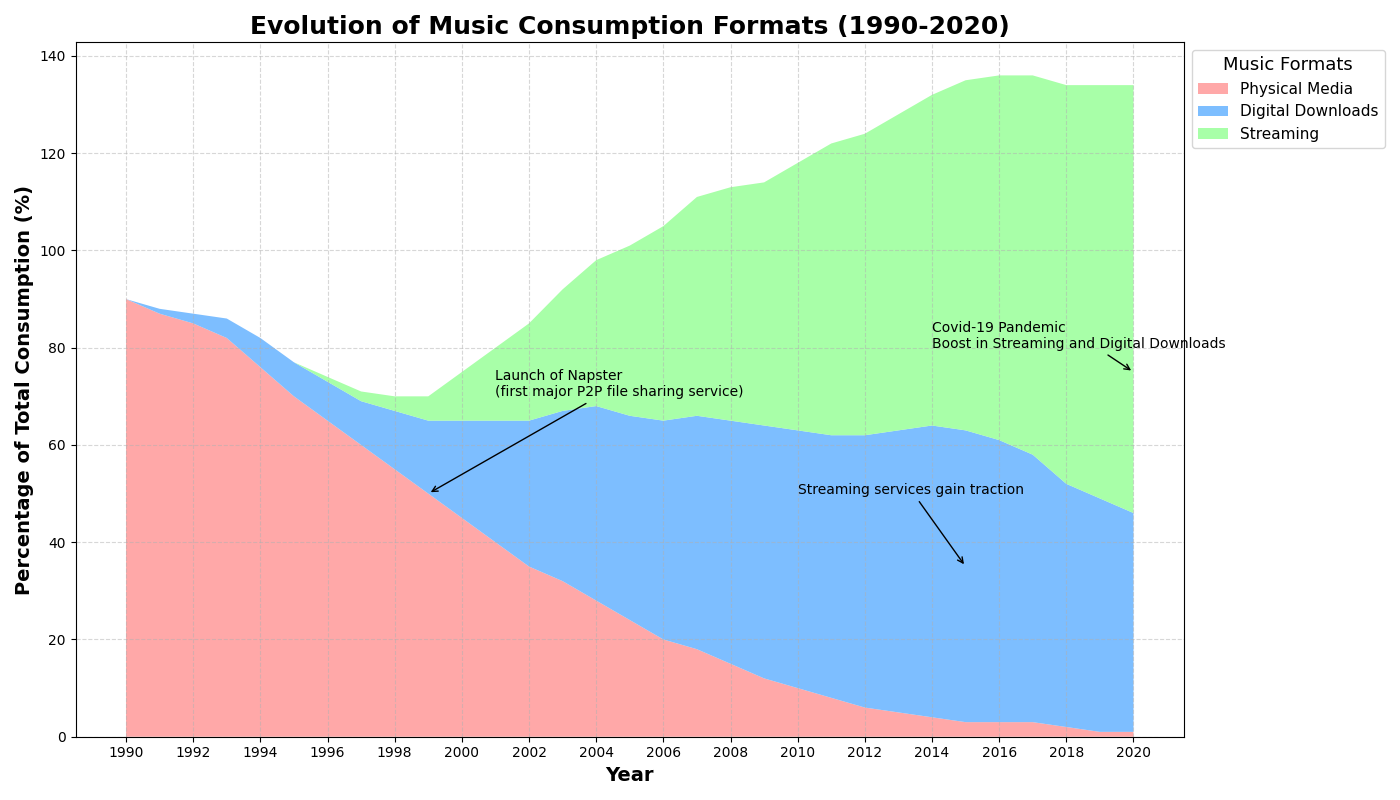 Evolution of Music Consumption Formats (1990-2020)
Music Formats
Physical Media
Digital Downloads
Streaming
Percentage of Total Consumption (%)
140
120
100
80
60
40
20
0
Covid-19 Pandemic
Boost in Streaming and Digital Downloads
Launch of Napster
(first major P2P file sharing service)
Streaming services gain traction
1990 1992 1994 1996 1998 2000 2002 2004 2006 2008 2010 2012 2014 2016 2018 2020
Year